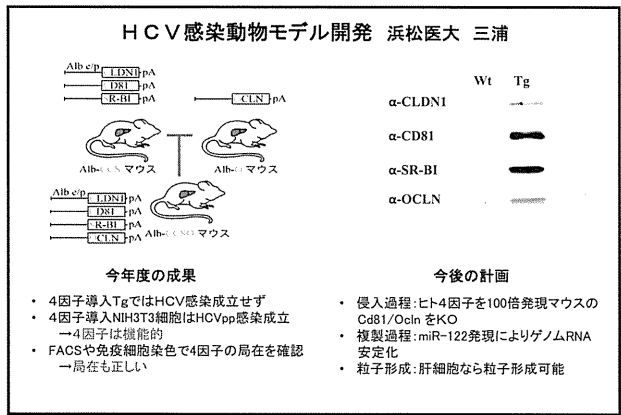 HCV感染動物モデル開発 浜松医大 三浦
Alb e/p
LDN1 pA
D81 pA
R-BI pA
CLN pA
Alb-CCS マウス
Alb-O マウス
Alb e/p
LDN1 pA
D81 pA
R-BI pA
CLN pA
Alb-CCSO マウス
Wt Tg
α-CLDN1
α-CD81
α-SR-BI
α-OCLN
今年度の成果
• 4因子導入TgではHCV感染成立せず
• 4因子導入NIH3T3細胞はHCVpp感染成立
→4因子は機能的
• FACSや免疫細胞染色で4因子の局在を確認
→局在も正しい
今後の計画
• 侵入過程:ヒト4因子を100倍発現マウスの
Cd81/Ocln をKO
• 複製過程:miR-122発現によりゲノムRNA
安定化
• 粒子形成:肝細胞なら粒子形成可能